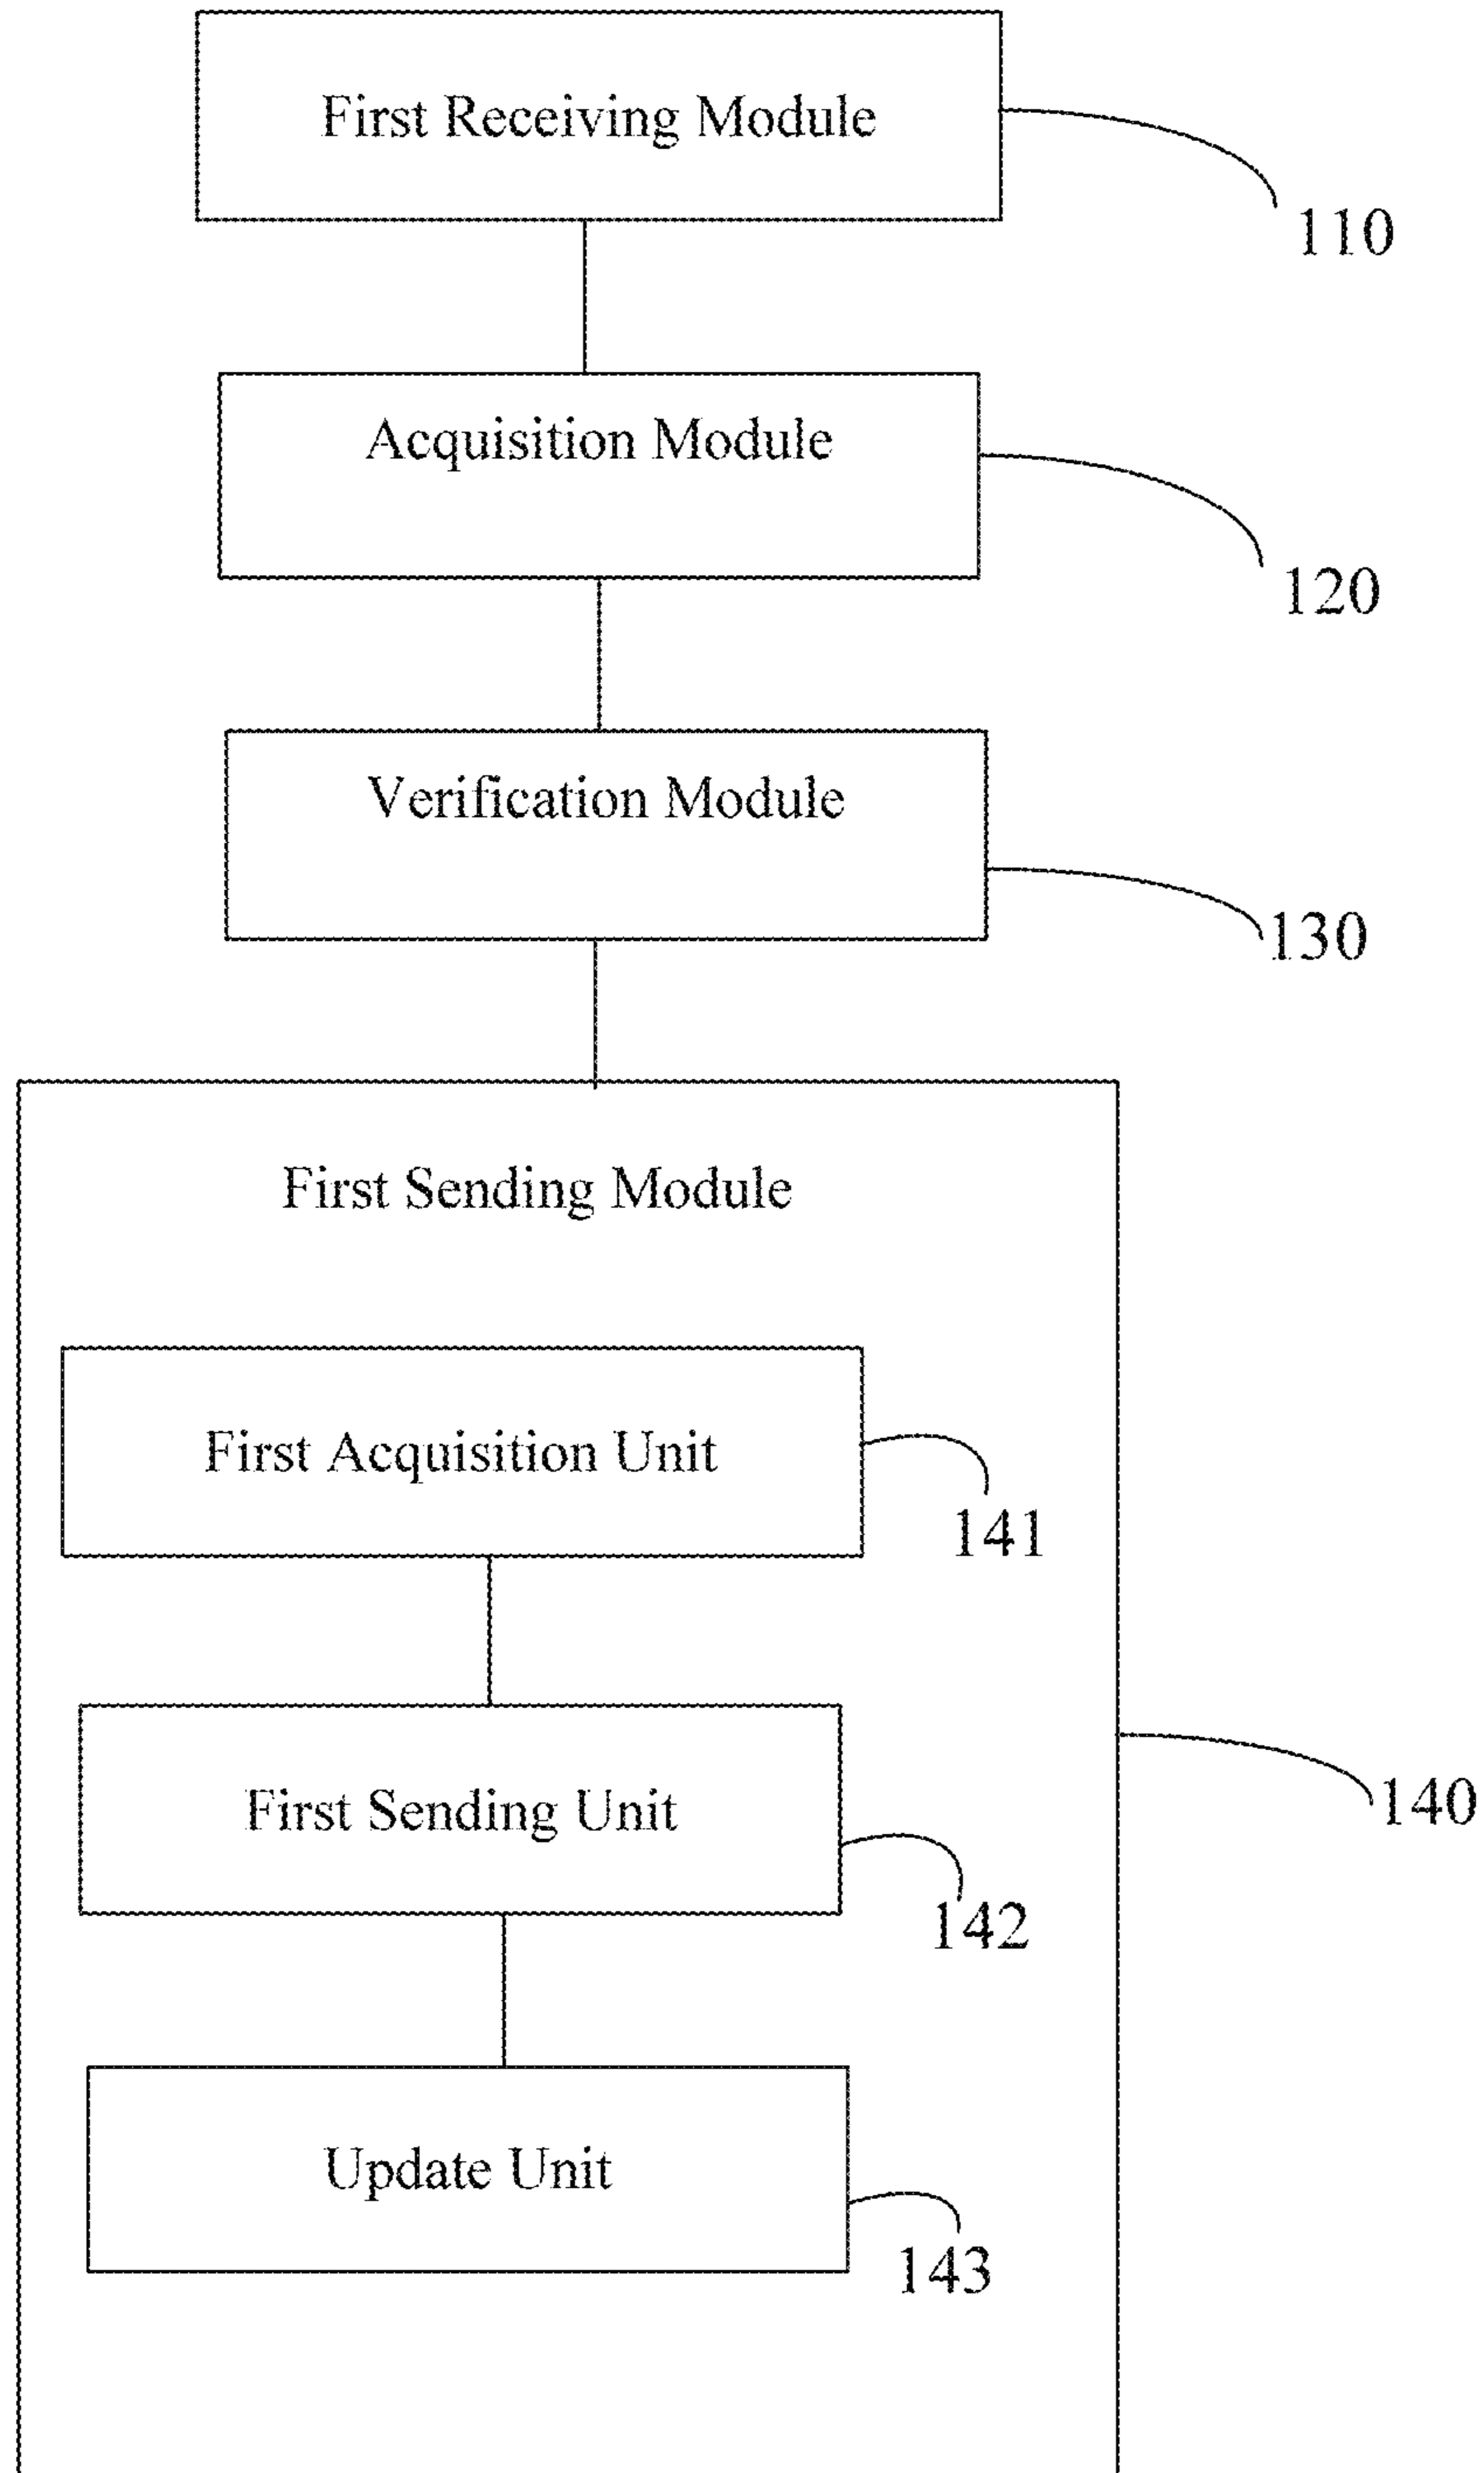 First Receiving Module
110
Acquisition Module
120
Verification Module
130
First Sending Module
First Acquisition Unit
141
First Sending Unit
140
142
Update Unit
143